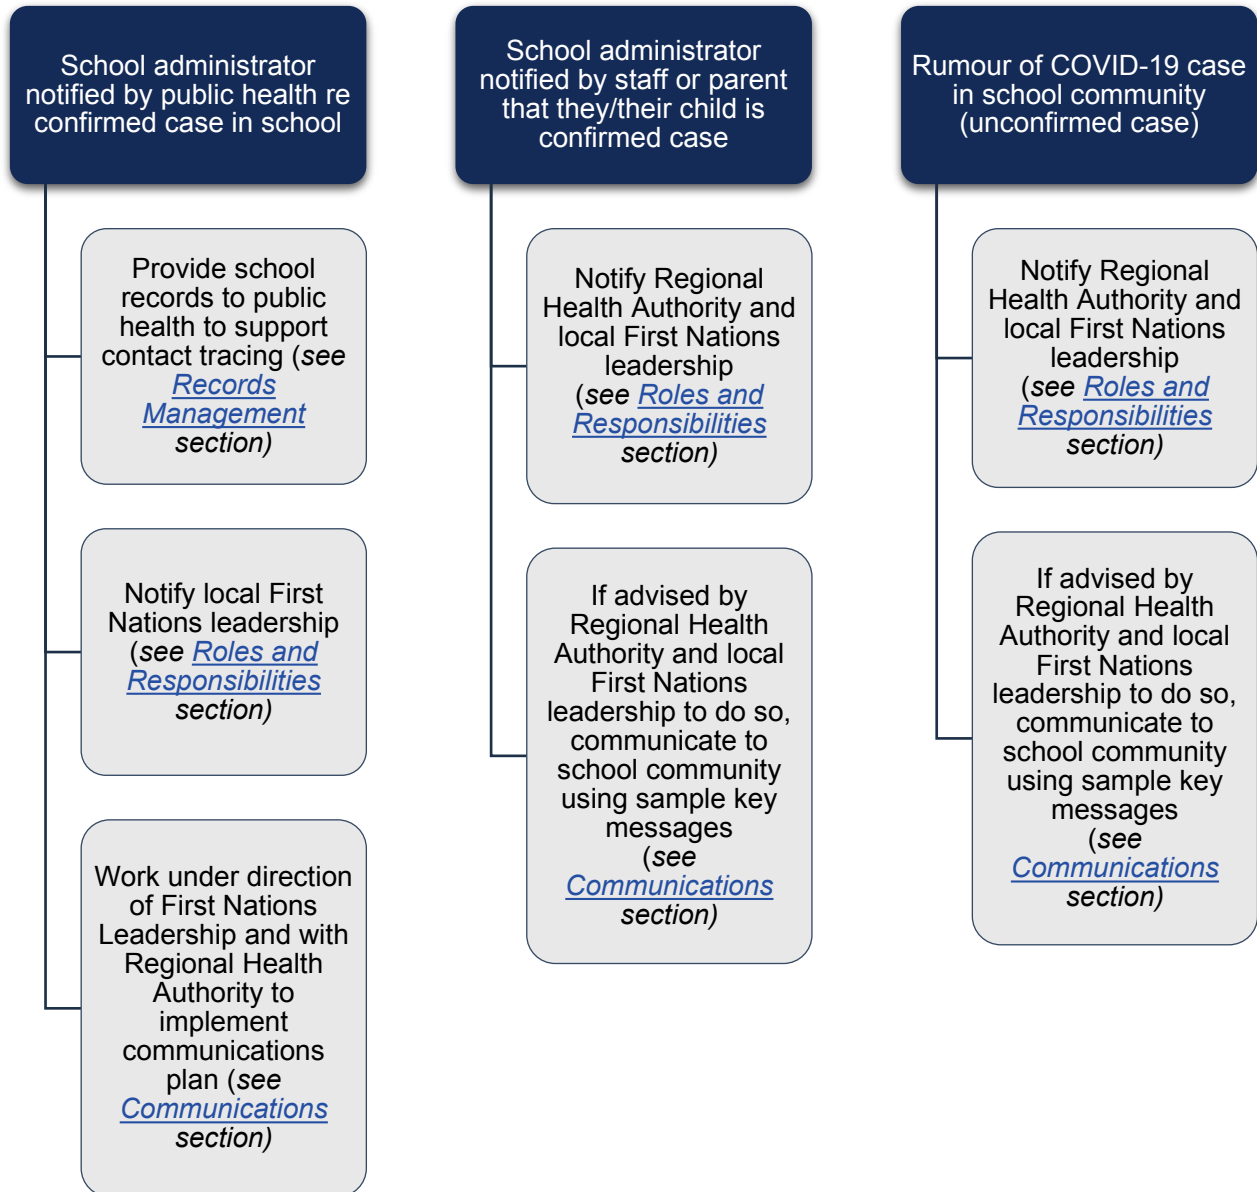 School administrator
notified by public health re
confirmed case in school
Provide school
records to public
health to support
contact tracing (see
Records
Management
section)
Notify local First
Nations leadership
(see Roles and
Responsibilities
section)
Work under direction
of First Nations
Leadership and with
Regional Health
Authority to
implement
communications
plan (see
Communications
section)
School administrator
notified by staff or parent
that they/their child is
confirmed case
Notify Regional
Health Authority and
local First Nations
leadership
(see Roles and
Responsibilities
section)
If advised by
Regional Health
Authority and local
First Nations
leadership to do so,
communicate to
school community
using sample key
messages
(see
Communications
section)
Rumour of COVID-19 case
in school community
(unconfirmed case)
Notify Regional
Health Authority and
local First Nations
leadership
(see Roles and
Responsibilities
section)
If advised by
Regional Health
Authority and local
First Nations
leadership to do so,
communicate to
school community
using sample key
messages
(see
Communications
section)